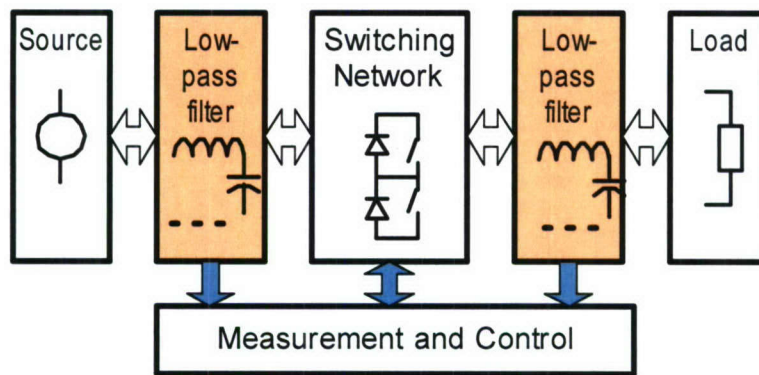 Source
Low-
pass
filter
Switching
Network
Low-
pass
filter
Load
Measurement and Control